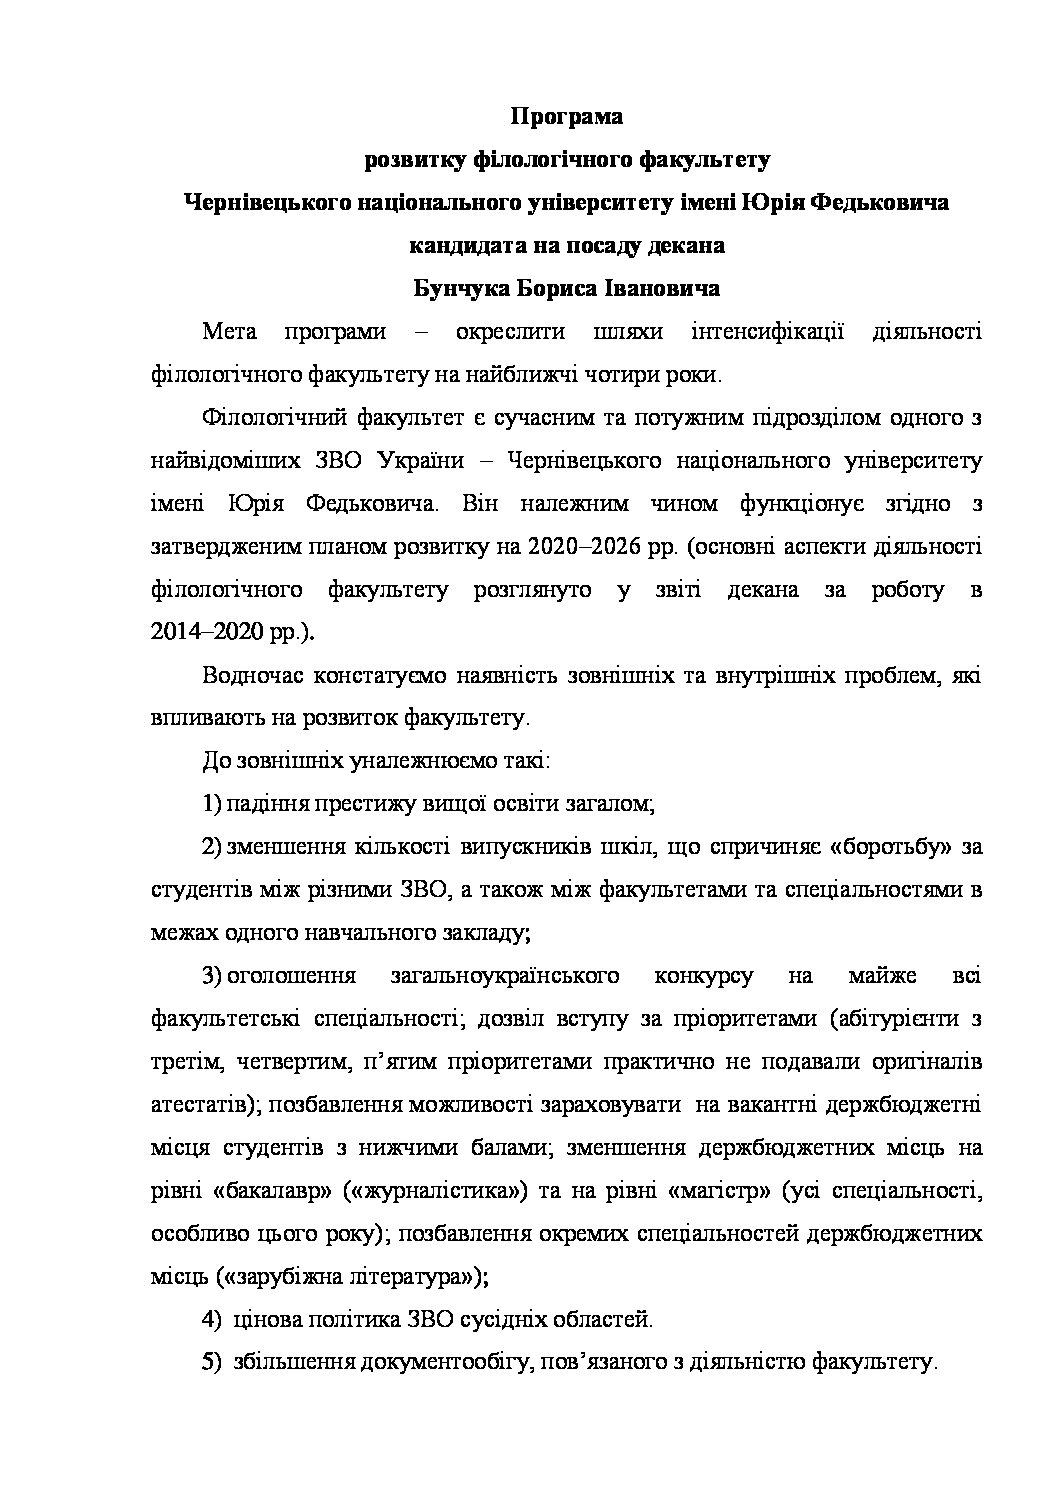 Програма
розвитку філологічного факультету
Чернівецького національного університету імені Юрія Федьковича
кандидата на посаду декана
Бунчука Бориса Івановича
Мета програми – окреслити шляхи інтенсифікації діяльності
філологічного факультету на найближчі чотири роки.
Філологічний факультет є сучасним та потужним підрозділом одного з
найвідоміших ЗВО України – Чернівецького національного університету
імені Юрія Федьковича. Він належним чином функціонує згідно з
затвердженим планом розвитку на 2020–2026 рр. (основні аспекти діяльності
філологічного факультету розглянуто у звіті декана за роботу в
2014–2020 рр.).
Водночас констатуємо наявність зовнішніх та внутрішніх проблем, які
впливають на розвиток факультету.
До зовнішніх уналежнюємо такі:
1) падіння престижу вищої освіти загалом;
2) зменшення кількості випускників шкіл, що спричиняє «боротьбу» за
студентів між різними ЗВО, а також між факультетами та спеціальностями в
межах одного навчального закладу;
3) оголошення загальноукраїнського конкурсу на майже всі
факультетські спеціальності; дозвіл вступу за пріоритетами (абітурієнти з
третім, четвертим, п’ятим пріоритетами практично не подавали оригіналів
атестатів); позбавлення можливості зараховувати на вакантні держбюджетні
місця студентів з нижчими балами; зменшення держбюджетних місць на
рівні «бакалавр» («журналістика») та на рівні «магістр» (усі спеціальності,
особливо цього року); позбавлення окремих спеціальностей держбюджетних
місць («зарубіжна література»);
4) цінова політика ЗВО сусідніх областей.
5) збільшення документообігу, пов’язаного з діяльністю факультету.